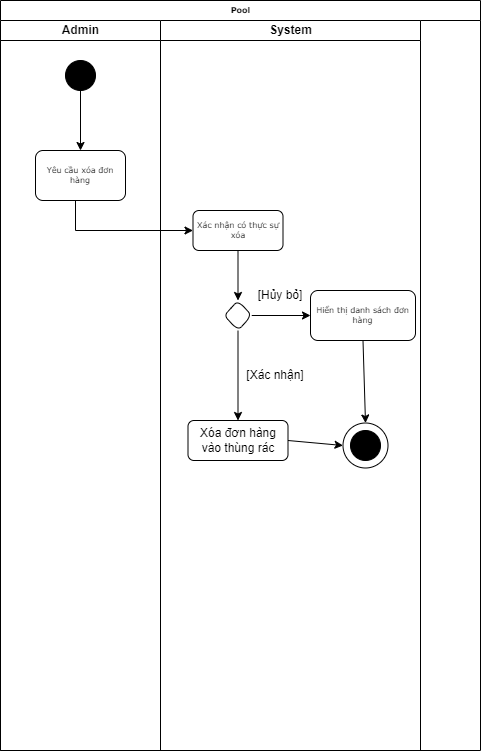 Pool
Admin
System
Yêu cầu xóa đơn
hàng
Xác nhận có thực sự
xóa
[Hủy bỏ]
Hiển thị danh sách đơn
hàng
[Xác nhận]
Xóa đơn hàng
vào thùng rác